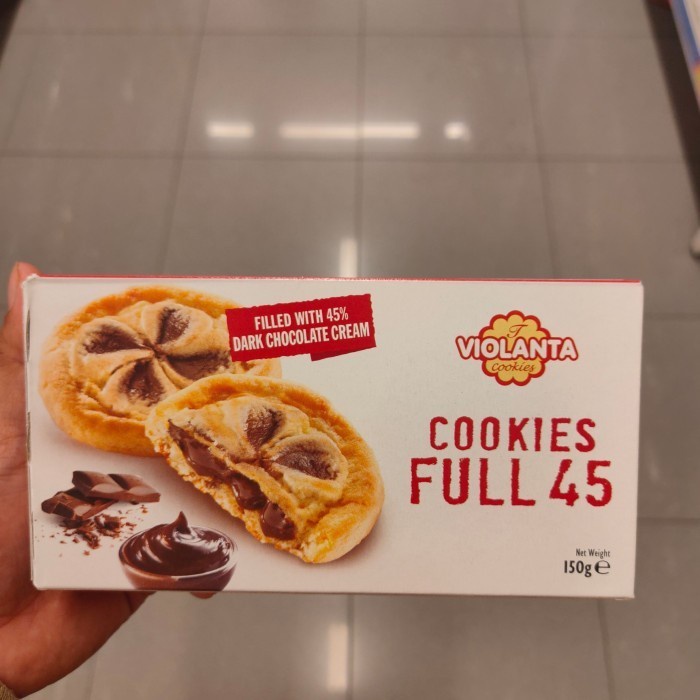 FILLED WITH 45%
DARK CHOCOLATE CREAM
T
VIOLANTA
cookies
COOKIES
FULL 45
Net Weight
150g e